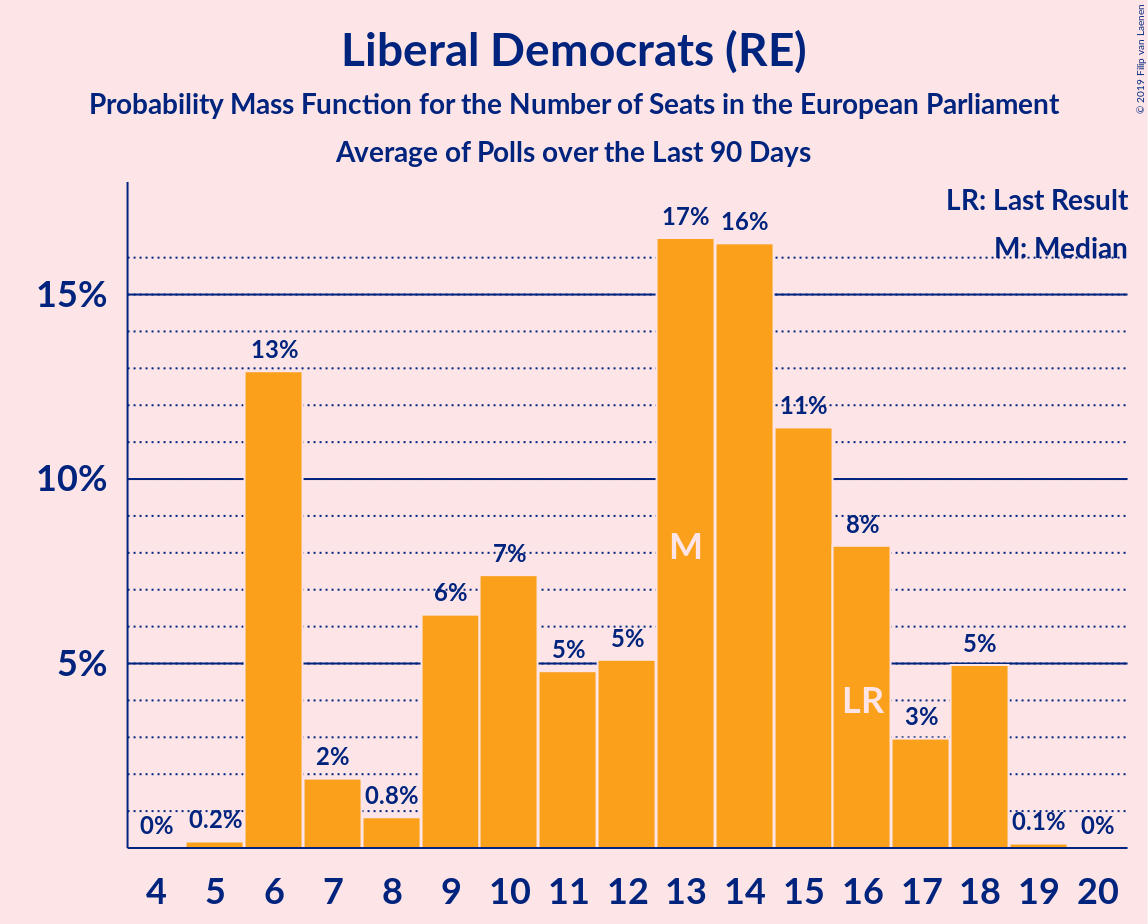 Liberal Democrats (RE)
Probability Mass Function for the Number of Seats in the European Parliament
Average of Polls over the Last 90 Days
© 2019 Filip van Laenen
LR: Last Result
M: Median
15%
10%
5%
0%
0.2%
13%
2%
0.8%
6%
7%
5%
5%
17%
16%
11%
8%
3%
5%
0.1%
0%
M
LR
4 5 6 7 8 9 10 11 12 13 14 15 16 17 18 19 20